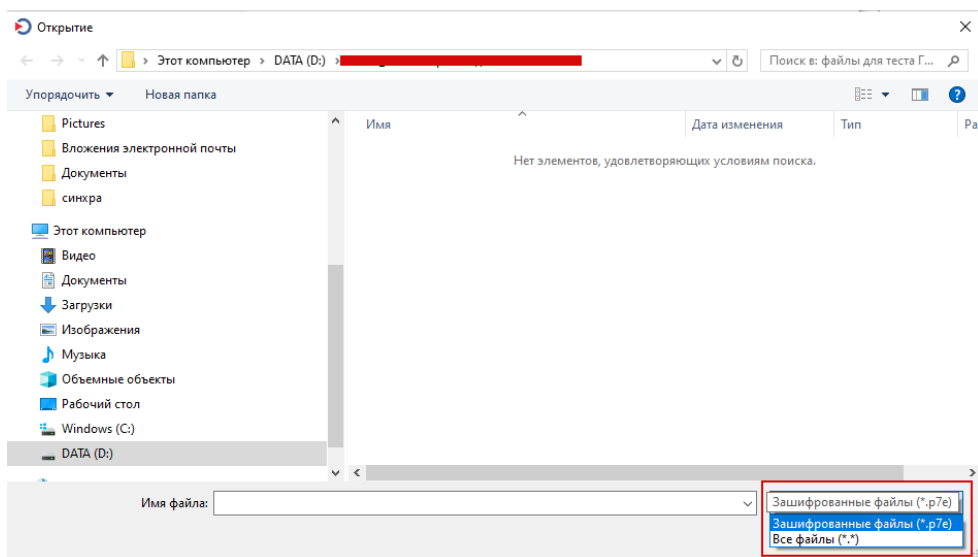 Открытие
Этот компьютер > DATA (D:) >
Поиск в: файлы для теста Г...
Упорядочить Новая папка
Имя Дата изменения Тип Ра
Нет элементов, удовлетворяющих условиям поиска.
Pictures
Вложения электронной почты
Документы
синхра
Этот компьютер
Видео
Документы
Загрузки
Изображения
Музыка
Объемные объекты
Рабочий стол
Windows (C:)
DATA (D:)
Имя файла:
Зашифрованные файлы (*.p7e)
Зашифрованные файлы (*.p7e)
Все файлы (*.*)